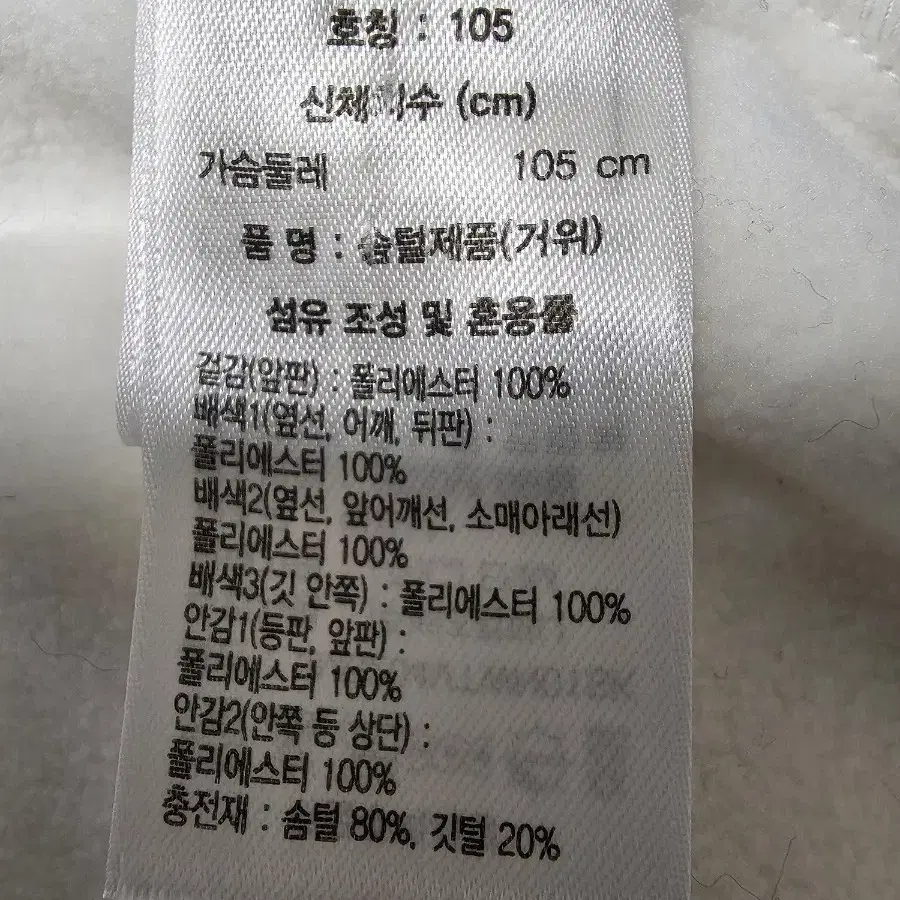 호칭 : 105
신체치수 (cm)
가슴둘레 105 cm
품 명 : 솜털제품(거위)
섬유 조성 및 혼용률
겉감(앞판) : 폴리에스터 100%
배색1(옆선, 어깨, 뒤판) :
폴리에스터 100%
배색2(옆선, 앞어깨선, 소매아래선)
폴리에스터 100%
배색3(깃 안쪽) : 폴리에스터 100%
안감1(등판, 앞판) :
폴리에스터 100%
안감2(안쪽 등 상단) :
폴리에스터 100%
충전재 : 솜털 80%, 깃털 20%